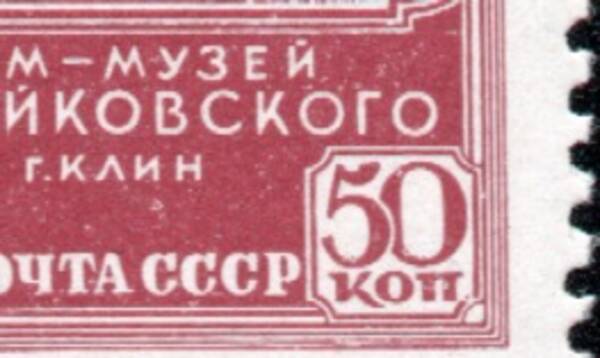 М-МУЗЕЙ
ЙКОВСКОГО
г. КЛИН
ОЧТА СССР
50
КОП